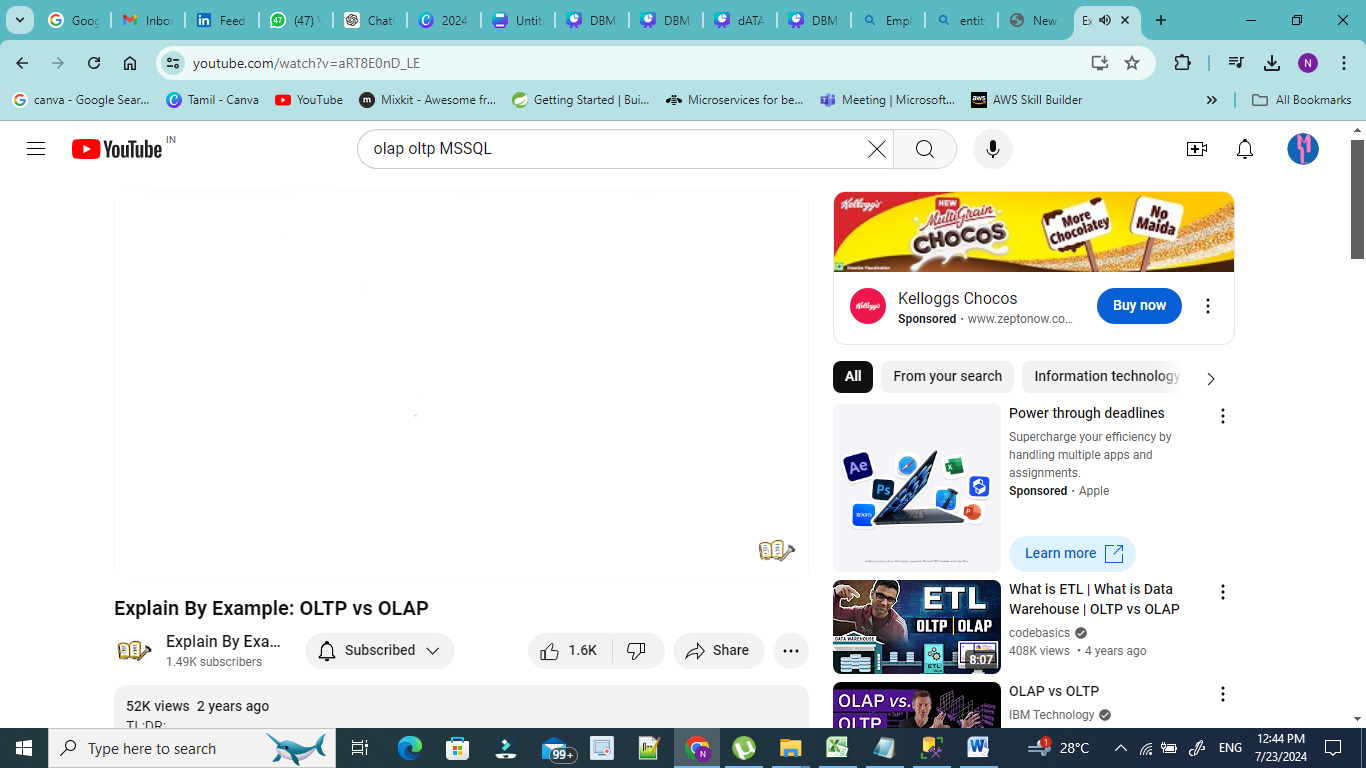 Goog
Inbox
Feed
(47) V
Chat
2024
Untit
DBM
DBM
dATA
DBM
Empl
entit
New
Ex
youtube.com/watch?v=aRT8E0nD_LE
N
canva - Google Sear...
Tamil - Canva
YouTube
Mixkit - Awesome fr...
Getting Started | Bui...
Microservices for be...
Meeting | Microsoft...
AWS Skill Builder
All Bookmarks
YouTube IN
olap oltp MSSQL
Kellogg's
NEW
MultiGrain
CHOCOS
More
Chocolatey
No
Maida
Kelloggs Chocos
Sponsored · www.zeptonow.co...
Buy now
All
From your search
Information technology
Power through deadlines
Supercharge your efficiency by
handling multiple apps and
assignments.
Sponsored · Apple
Learn more
Ae
Ps
zoom
Explain By Example: OLTP vs OLAP
Explain By Exa...
1.49K subscribers
Subscribed
1.6K
Share
52K views 2 years ago
TL;DR:
ETL
OLTP OLAP
DATA WAREHOUSE
ETL
8:07
What is ETL | What is Data
Warehouse | OLTP vs OLAP
codebasics
408K views • 4 years ago
OLAP vs.
OLTP
OLAP vs OLTP
IBM Technology
Type here to search
99+
N
1
28°C
ENG
12:44 PM
7/23/2024